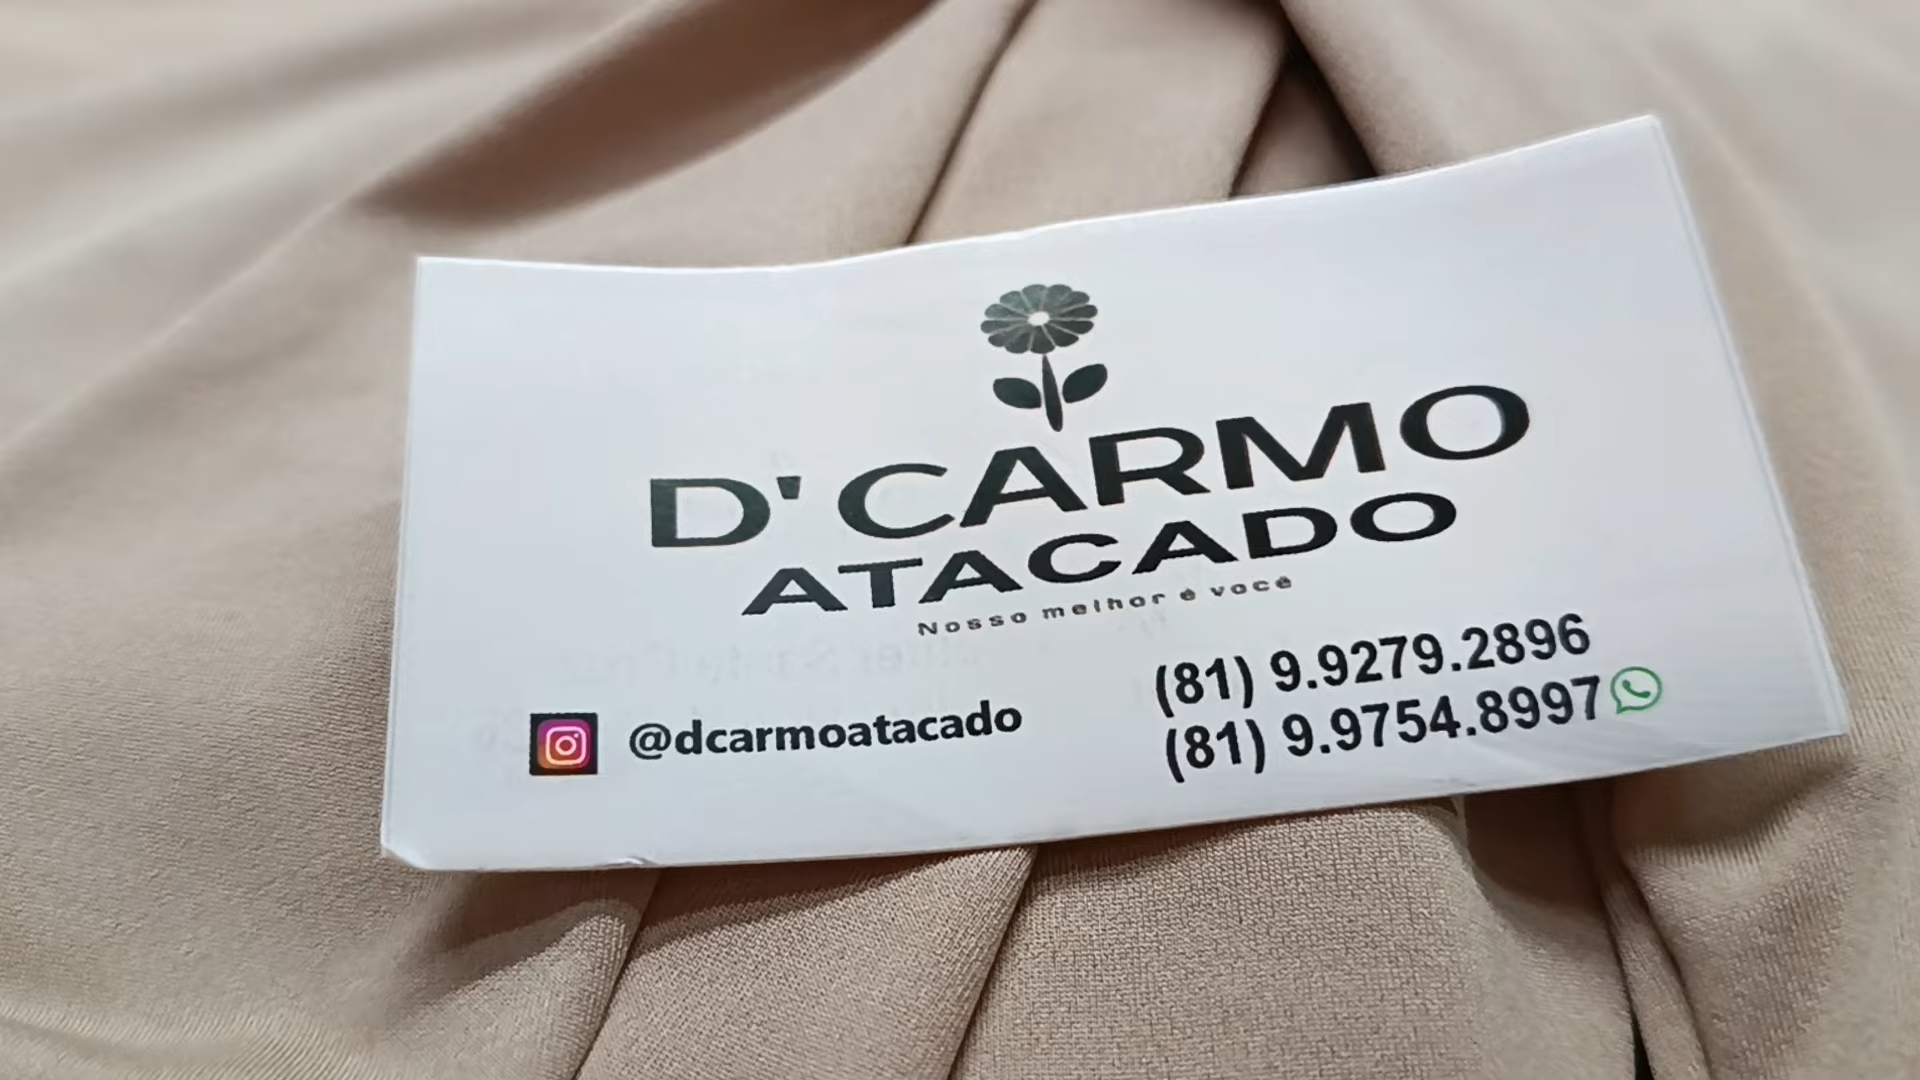 D'CARMO
ATACADO
Nosso melhor é você
@dcarmoatacado
(81) 9.9279.2896
(81) 9.9754.8997